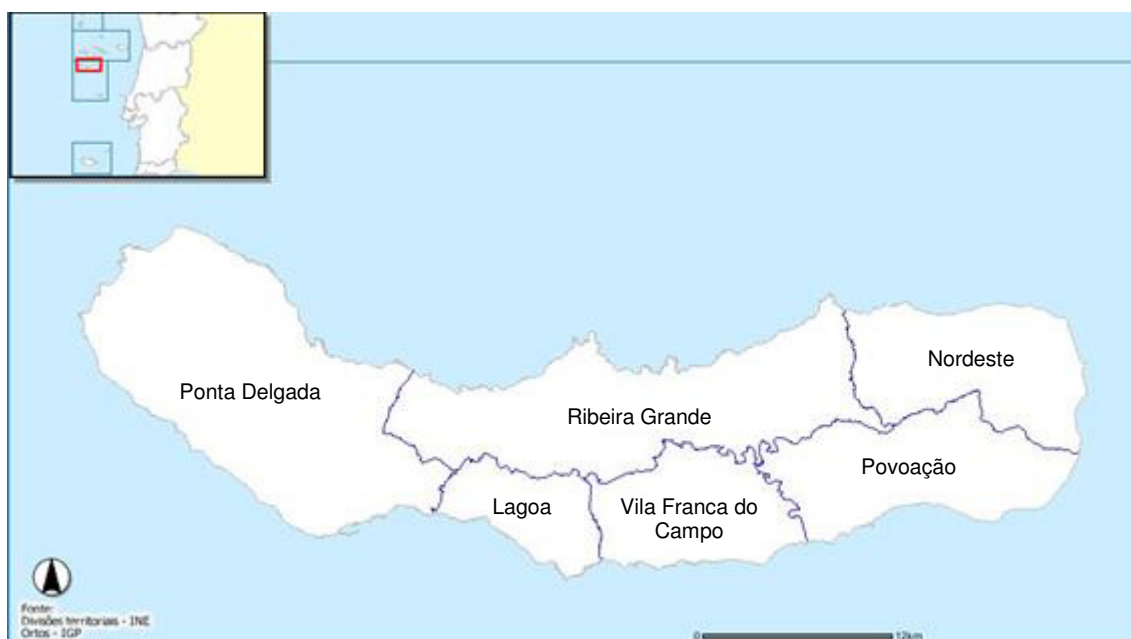 Nordeste
Ponta Delgada
Ribeira Grande
Povoação
Lagoa
Vila Franca do
Campo
Fonte:
Divisões territoriais - INE
Ortos - IGP
0 12km